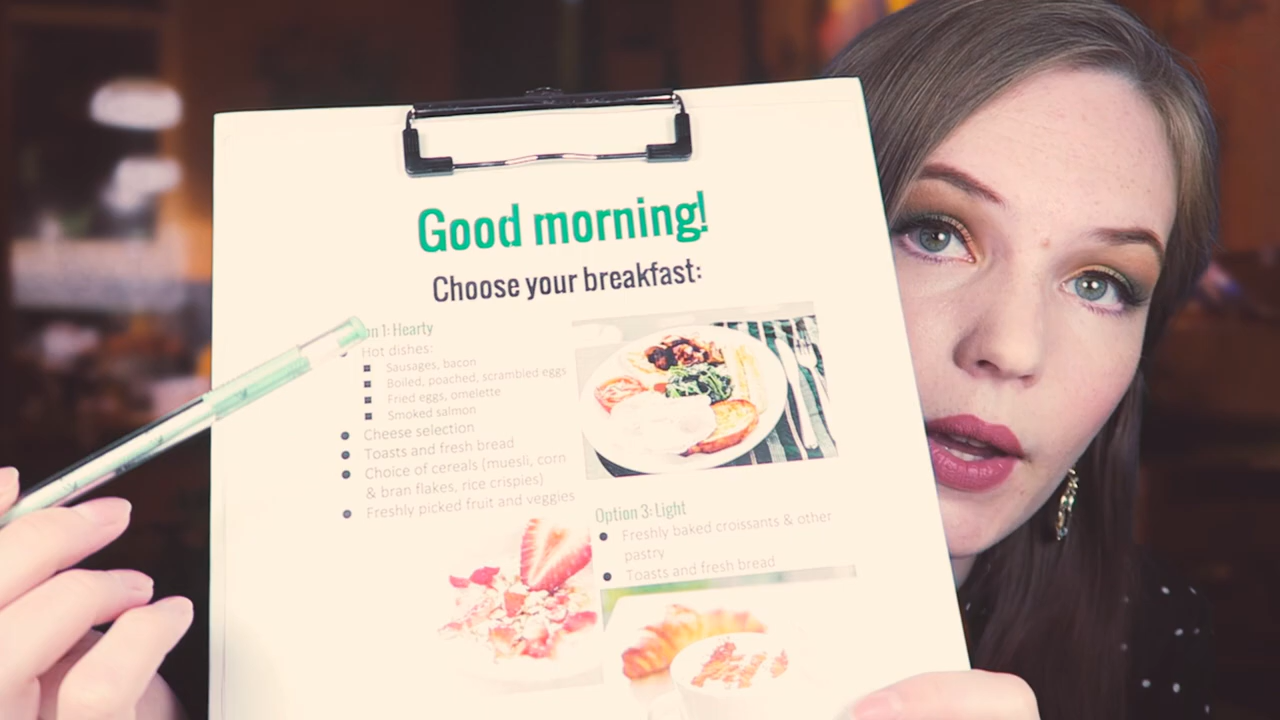 Good morning!
Choose your breakfast:
on 1: Hearty
Hot dishes:
Sausages, bacon
Boiled, poached, scrambled eggs
Fried eggs, omelette
Smoked salmon
Cheese selection
Toasts and fresh bread
Choice of cereals (muesli, corn
& bran flakes, rice crispies)
Freshly picked fruit and veggies
Option 3: Light
Freshly baked croissants & other
pastry
Toasts and fresh bread